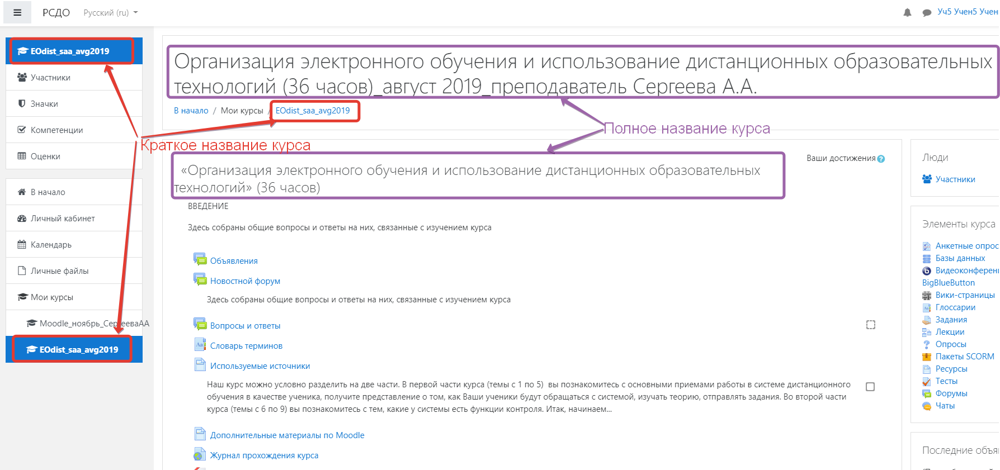 РСДО
Русский (ru)
Уч5 Учен5
EOdist_saa_avg2019
Участники
Значки
Компетенции
Оценки
В начало
Личный кабинет
Календарь
Личные файлы
Мои курсы
Moodle_ноябрь_СергееваАА
EOdist_saa_avg2019
Организация электронного обучения и использование дистанционных образовательных
технологий (36 часов)_август 2019_преподаватель Сергеева А.А.
В начало / Мои курсы / EOdist_saa_avg2019
Полное название курса
Краткое название курса
«Организация электронного обучения и использование дистанционных образовательных
технологий» (36 часов)
Ваши достижения
ВВЕДЕНИЕ
Здесь собраны общие вопросы и ответы на них, связанные с изучением курса
Объявления
Новостной форум
Здесь собраны общие вопросы и ответы на них, связанные с изучением курса
Вопросы и ответы
Словарь терминов
Используемые источники
Наш курс можно условно разделить на две части. В первой части курса (темы с 1 по 5) вы познакомитесь с основными приемами работы в системе дистанционного
обучения в качестве ученика, получите представление о том, как Ваши ученики будут обращаться с системой, изучать теорию, отправлять задания. Во второй части
курса (темы с 6 по 9) вы познакомитесь с тем, какие у системы есть функции контроля. Итак, начинаем...
Дополнительные материалы по Moodle
Журнал прохождения курса
Люди
Участники
Элементы курса
Анкетные
Базы данных
BigBlueButton
Вики-страницы
Глоссарии
Задания
Лекции
Опросы
Пакеты SCORM
Ресурсы
Тесты
Форумы
Чаты
Последние